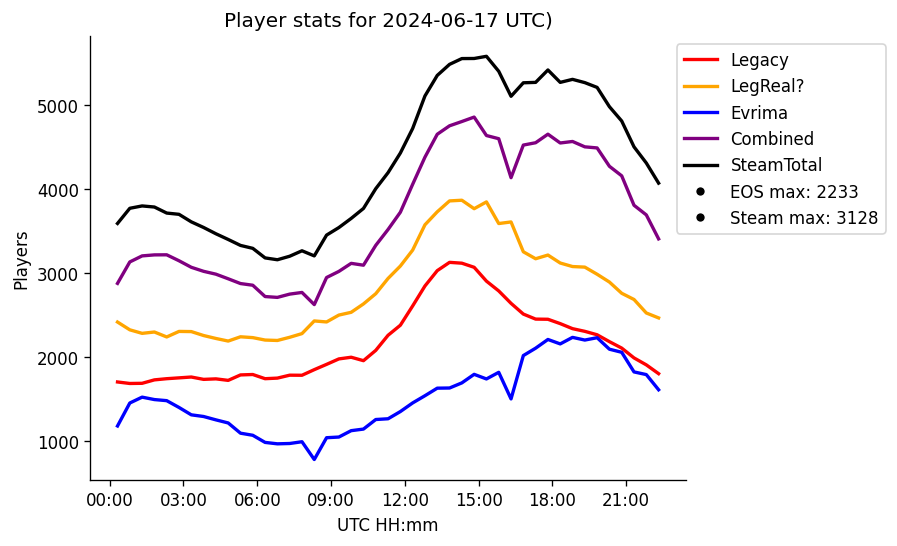 Player stats for 2024-06-17 UTC)
Legacy
LegReal?
Evrima
Combined
SteamTotal
EOS max: 2233
Steam max: 3128
Players
5000
4000
3000
2000
1000
00:00 03:00 06:00 09:00 12:00 15:00 18:00 21:00
UTC HH:mm